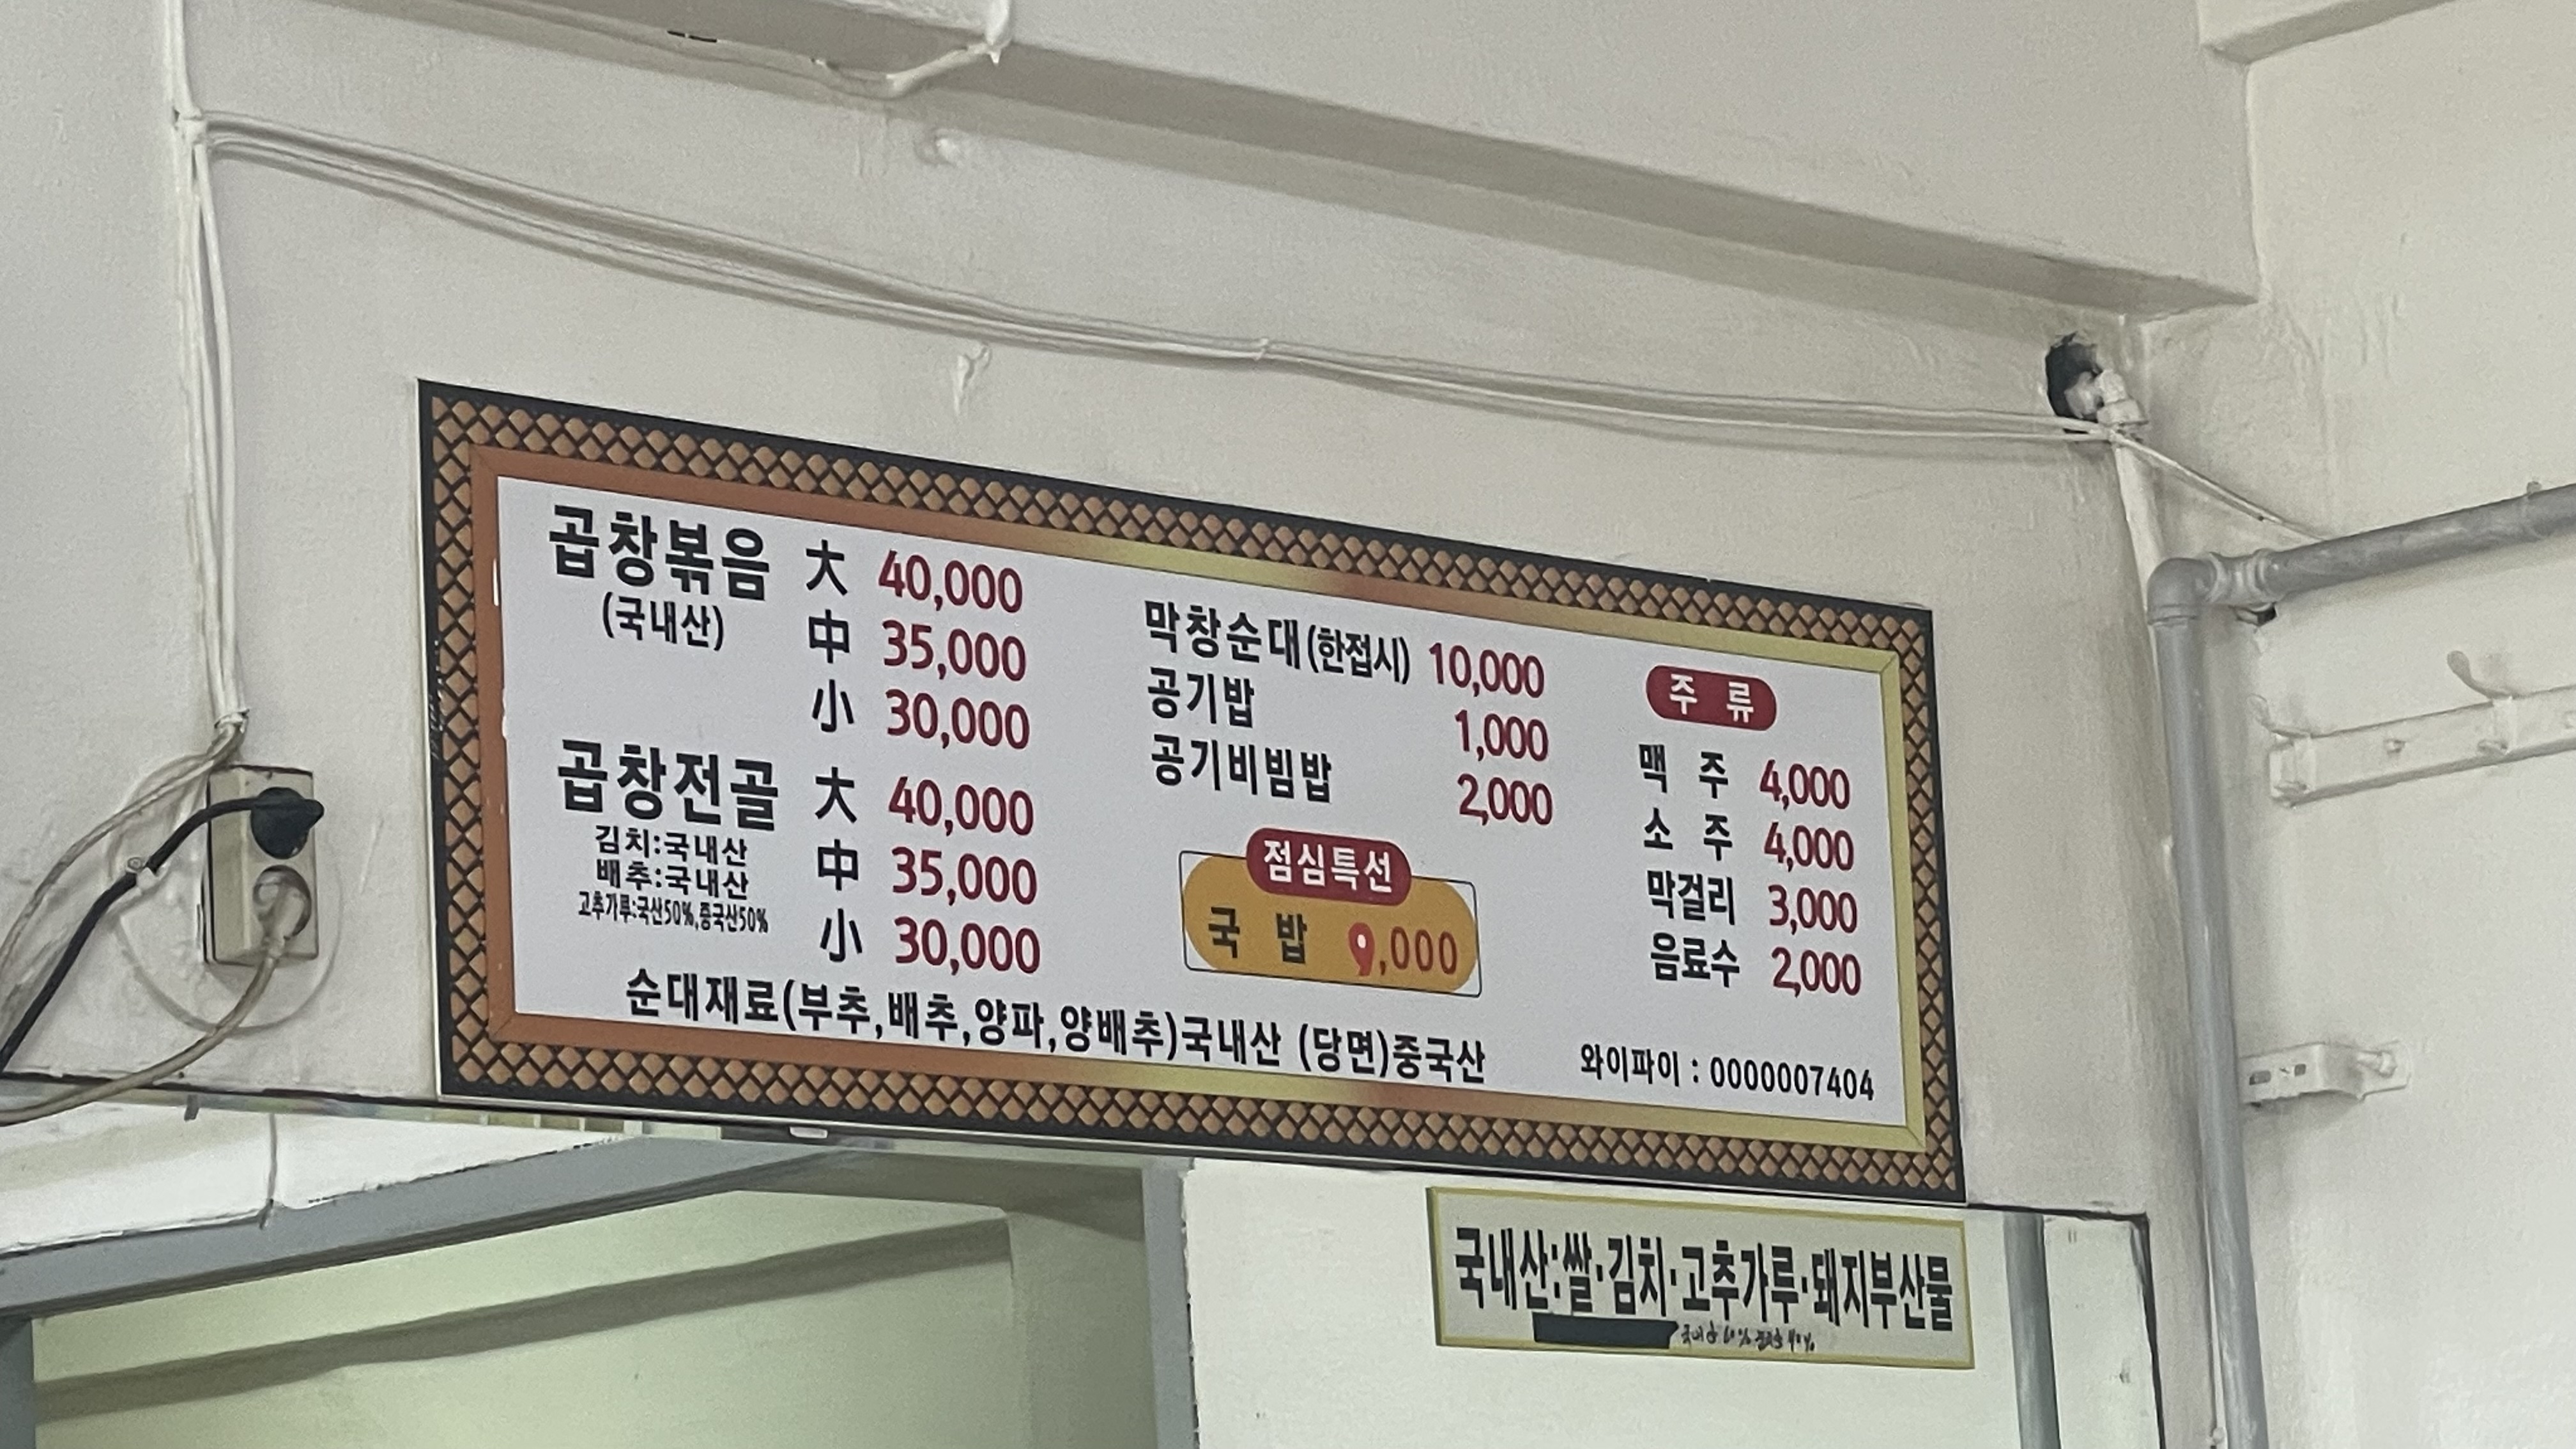 곱창볶음 大 40,000
(국내산) 中 35,000
小 30,000
곱창전골 大 40,000
김치:국내산
배추:국내산 中 35,000
고추가루:국산50%,중국산50%
小 30,000
막창순대(한접시) 10,000
공기밥 1,000
공기비빔밥 2,000
점심특선
국 밥 9,000
주 류
맥 주 4,000
소 주 4,000
막걸리 3,000
음료수 2,000
순대재료(부추,배추,양파,양배추)국내산 (당면)중국산
와이파이 : 0000007404
국내산:쌀·김치·고추가루·돼지부산물